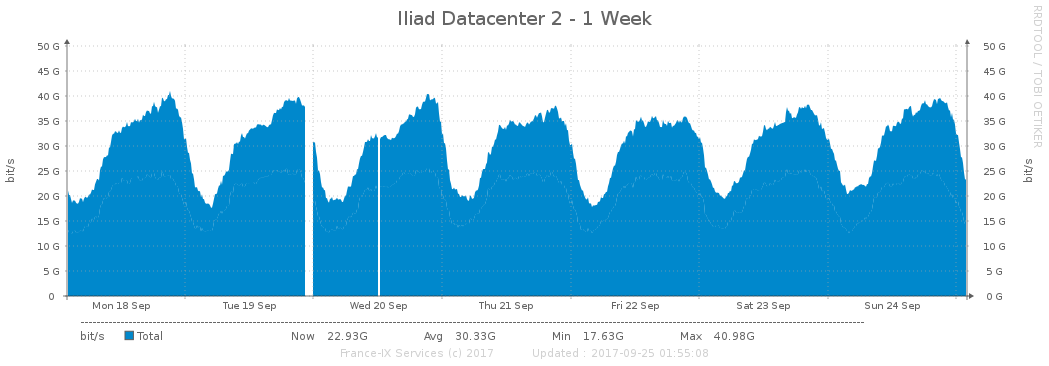 Iliad Datacenter 2 - 1 Week
RRDTOOL / TOBI OETIKER
50 G 50 G
45 G 45 G
40 G 40 G
35 G 35 G
30 G 30 G
25 G 25 G
20 G 20 G
15 G 15 G
10 G 10 G
5 G 5 G
0 0 G
bit/s
bit/s
Mon 18 Sep Tue 19 Sep Wed 20 Sep Thu 21 Sep Fri 22 Sep Sat 23 Sep Sun 24 Sep
bit/s Total Now 22.93G Avg 30.33G Min 17.63G Max 40.98G
France-IX Services (c) 2017 Updated : 2017-09-25 01:55:08